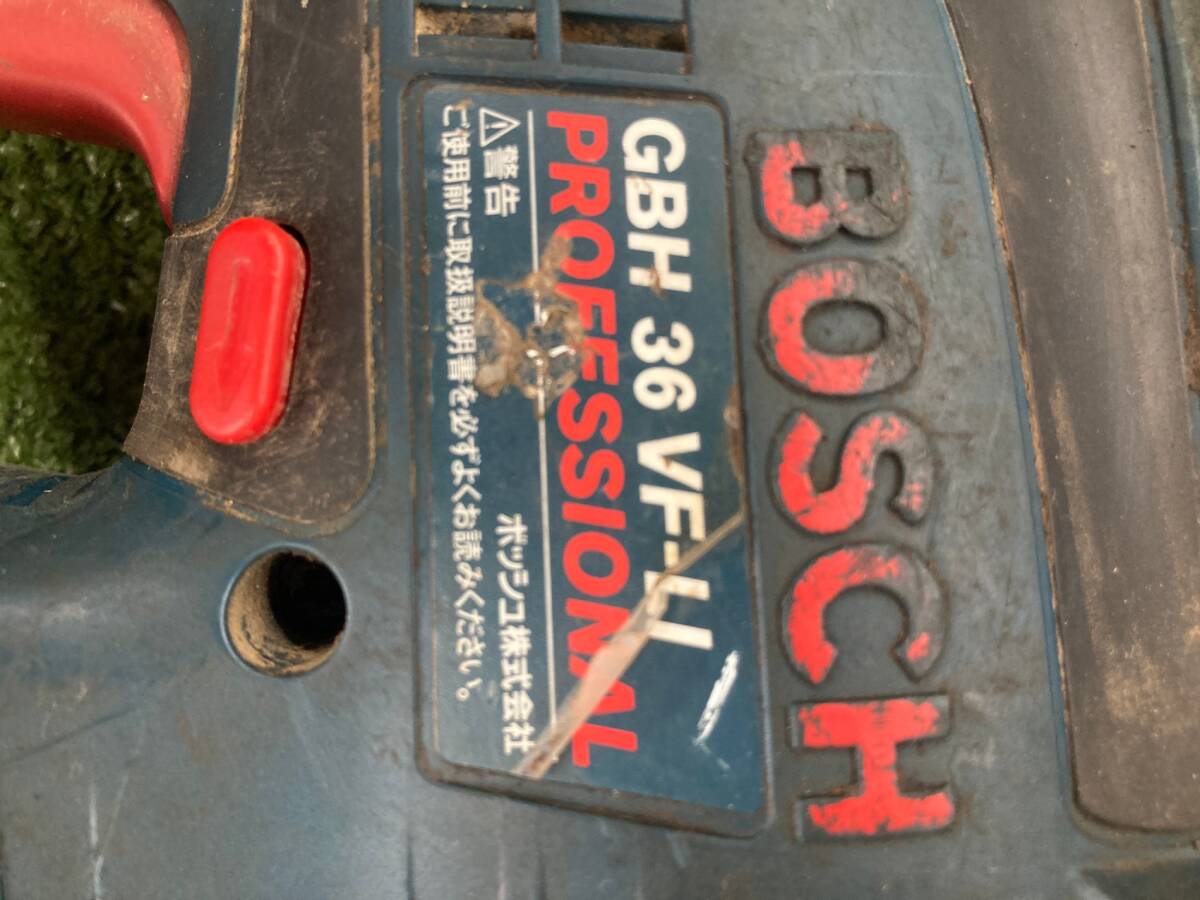 BOSCH
GBH 36 VF-LI
PROFESSIONAL
⚠警告 ボッシュ株式会社
ご使用前に取扱説明書を必ずよくお読みください。